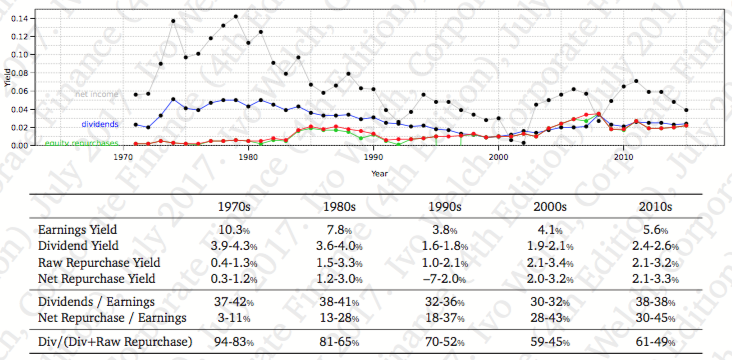 0.14
0.12
0.10
0.08
0.06
0.04
0.02
0.00
Yield
net income
dividends
equity repurchases
1970 1980 1990 2000 2010
Year
1970s 1980s 1990s 2000s 2010s
Earnings Yield 10.3% 7.8% 3.8% 4.1% 5.6%
Dividend Yield 3.9-4.3% 3.6-4.0% 1.6-1.8% 1.9-2.1% 2.4-2.6%
Raw Repurchase Yield 0.4-1.3% 1.5-3.3% 1.0-2.1% 2.1-3.4% 2.1-3.2%
Net Repurchase Yield 0.3-1.2% 1.2-3.0% –7-2.0% 2.0-3.2% 2.1-3.3%
Dividends / Earnings 37-42% 38-41% 32-36% 30-32% 38-38%
Net Repurchase / Earnings 3-11% 13-28% 18-37% 28-43% 30-45%
Div/(Div+Raw Repurchase) 94-83% 81-65% 70-52% 59-45% 61-49%